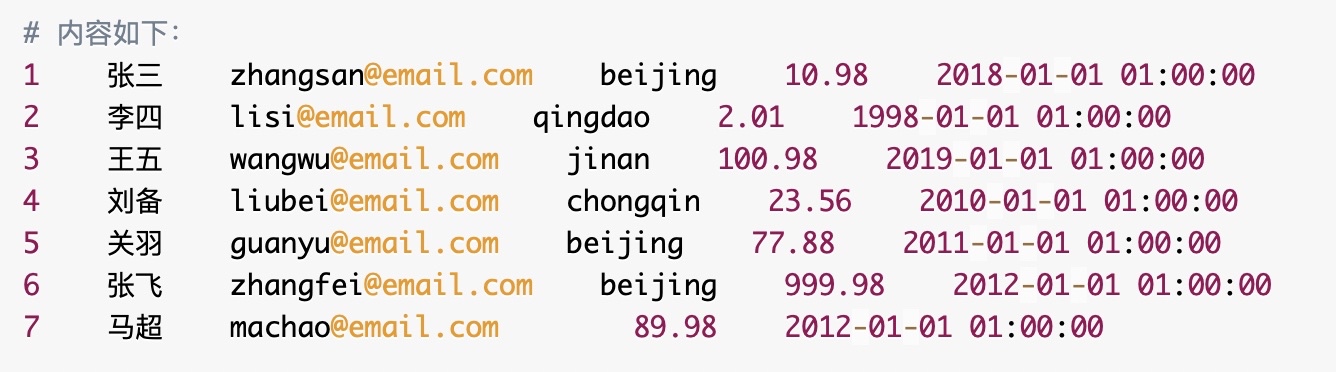 # 内容如下：
1    张三    zhangsan@email.com    beijing    10.98    2018-01-01 01:00:00
2    李四    lisi@email.com    qingdao    2.01    1998-01-01 01:00:00
3    王五    wangwu@email.com    jinan    100.98    2019-01-01 01:00:00
4    刘备    liubei@email.com    chongqin    23.56    2010-01-01 01:00:00
5    关羽    guanyu@email.com    beijing    77.88    2011-01-01 01:00:00
6    张飞    zhangfei@email.com    beijing    999.98    2012-01-01 01:00:00
7    马超    machao@email.com        89.98    2012-01-01 01:00:00